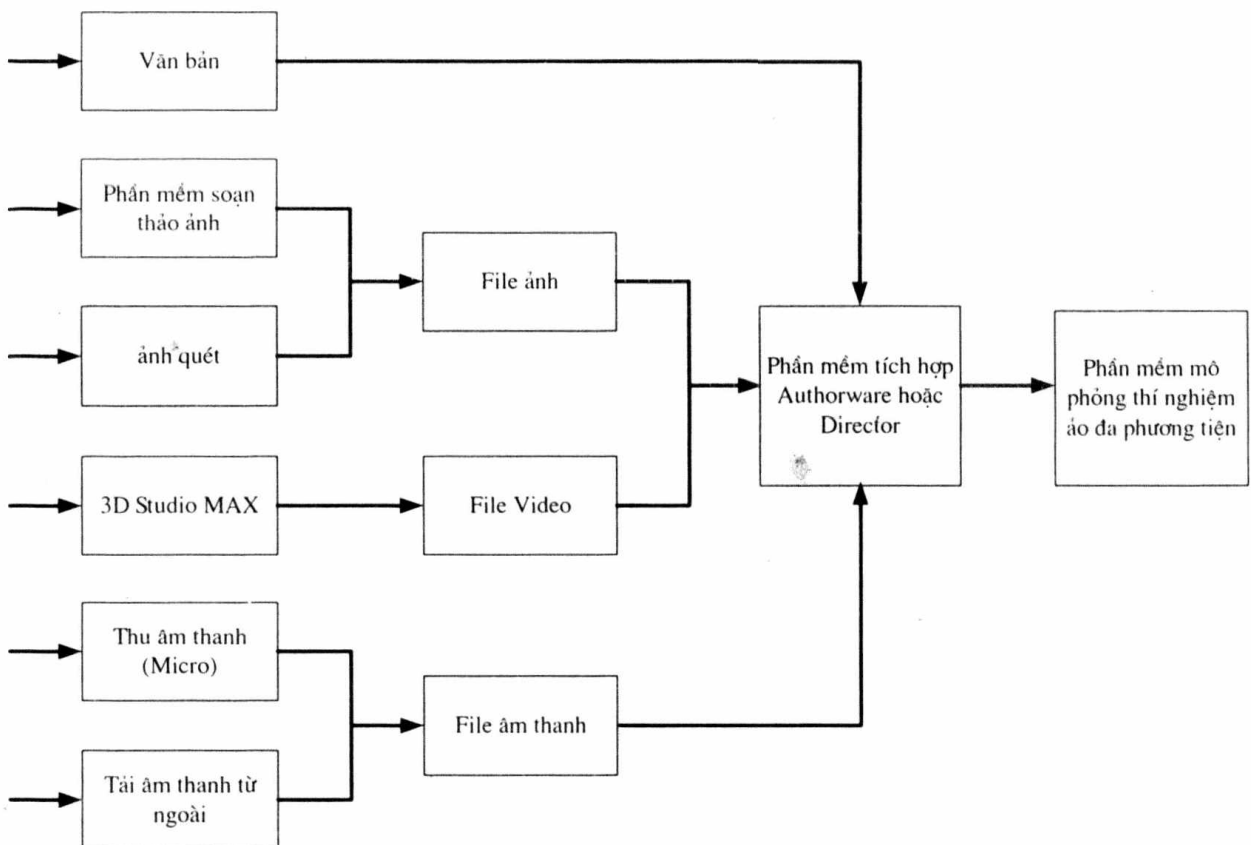 Văn bản
Phần mềm soạn
thảo ảnh
ảnh quét
3D Studio MAX
Thu âm thanh
(Micro)
Tải âm thanh từ
ngoài
File ảnh
File Video
File âm thanh
Phần mềm tích hợp
Authorware hoặc
Director
Phần mềm mô
phỏng thí nghiệm
ảo đa phương tiện